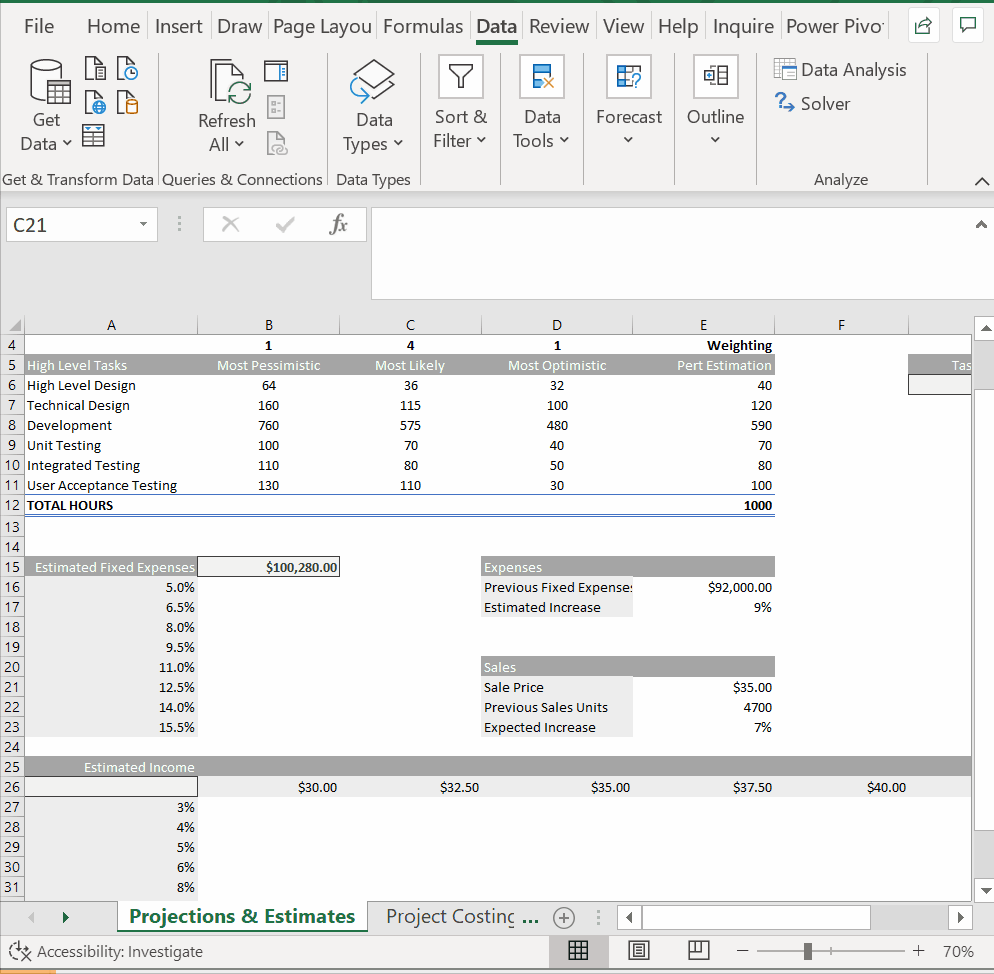 File Home Insert Draw Page Layou Formulas Data Review View Help Inquire Power Pivo
Get Data
Refresh All
Data Types
Sort & Filter
Data Tools
Forecast
Outline
Data Analysis
Solver
Get & Transform Data Queries & Connections Data Types Analyze
C21 fx
A B C D E F
4 1 4 1 Weighting
5 High Level Tasks Most Pessimistic Most Likely Most Optimistic Pert Estimation Tas
6 High Level Design 64 36 32 40
7 Technical Design 160 115 100 120
8 Development 760 575 480 590
9 Unit Testing 100 70 40 70
10 Integrated Testing 110 80 50 80
11 User Acceptance Testing 130 110 30 100
12 TOTAL HOURS 1000
13
14
15 Estimated Fixed Expenses $100,280.00 Expenses
16 5.0% Previous Fixed Expenses $92,000.00
17 6.5% Estimated Increase 9%
18 8.0%
19 9.5%
20 11.0% Sales
21 12.5% Sale Price $35.00
22 14.0% Previous Sales Units 4700
23 15.5% Expected Increase 7%
24
25 Estimated Income
26 $30.00 $32.50 $35.00 $37.50 $40.00
27 3%
28 4%
29 5%
30 6%
31 8%
Projections & Estimates Project Costing ...
Accessibility: Investigate 70%